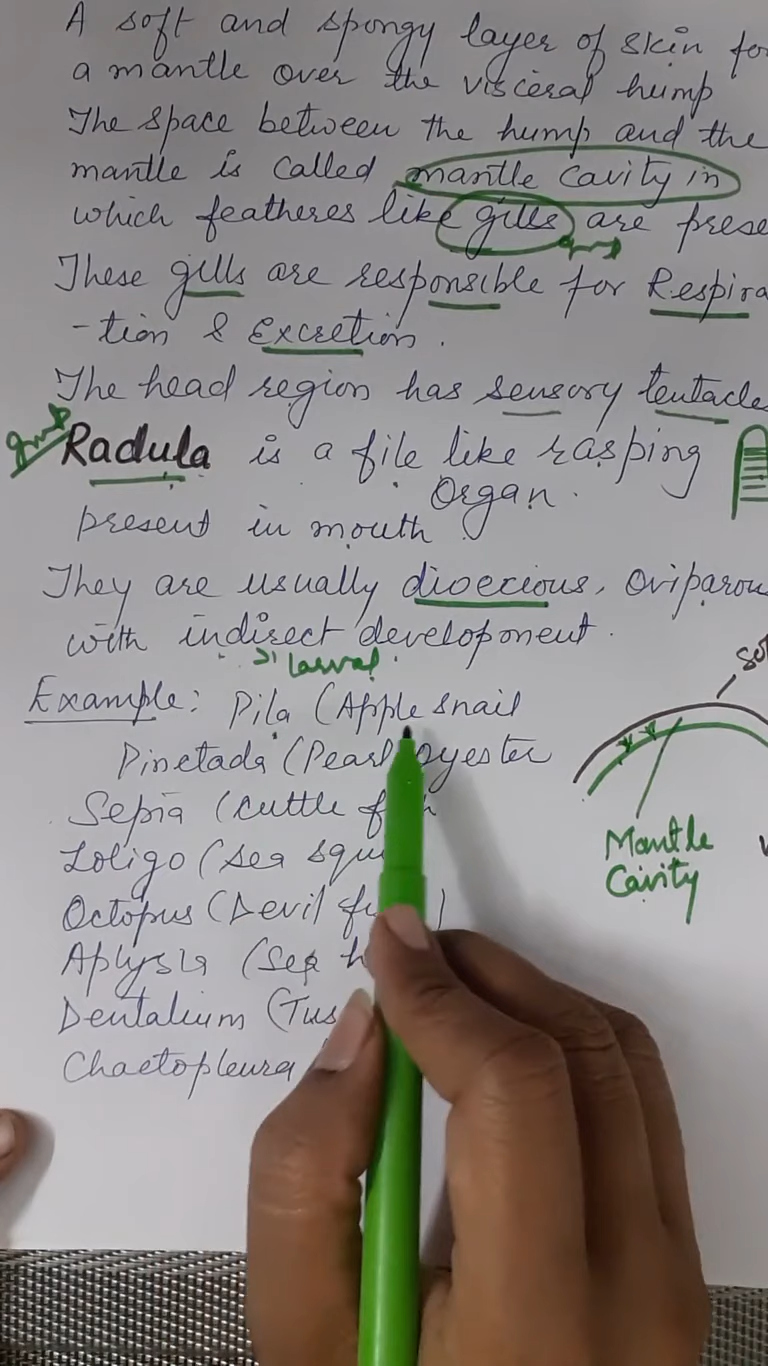 A soft and spongy layer of skin for
a mantle over the visceral hump
The space between the hump and the
mantle is called mantle cavity in
which featheres like gills are prese
These gills are responsible for Respira
-tion & Excretion.
The head region has sensory tentacle
Imp Radula is a file like rasping
Organ.
present in mouth
They are usually dioecious, Oviparou
with indirect development.
larval.
Example: Pila (Apple snail
Pinctada (Pearl Oyester
Sepia (Cuttle
Loligo (Sea squ
Octopus (Devil
Aplysia (Sea h
Dentalium (Tus
Chaetopleura
Mantle
Cavity